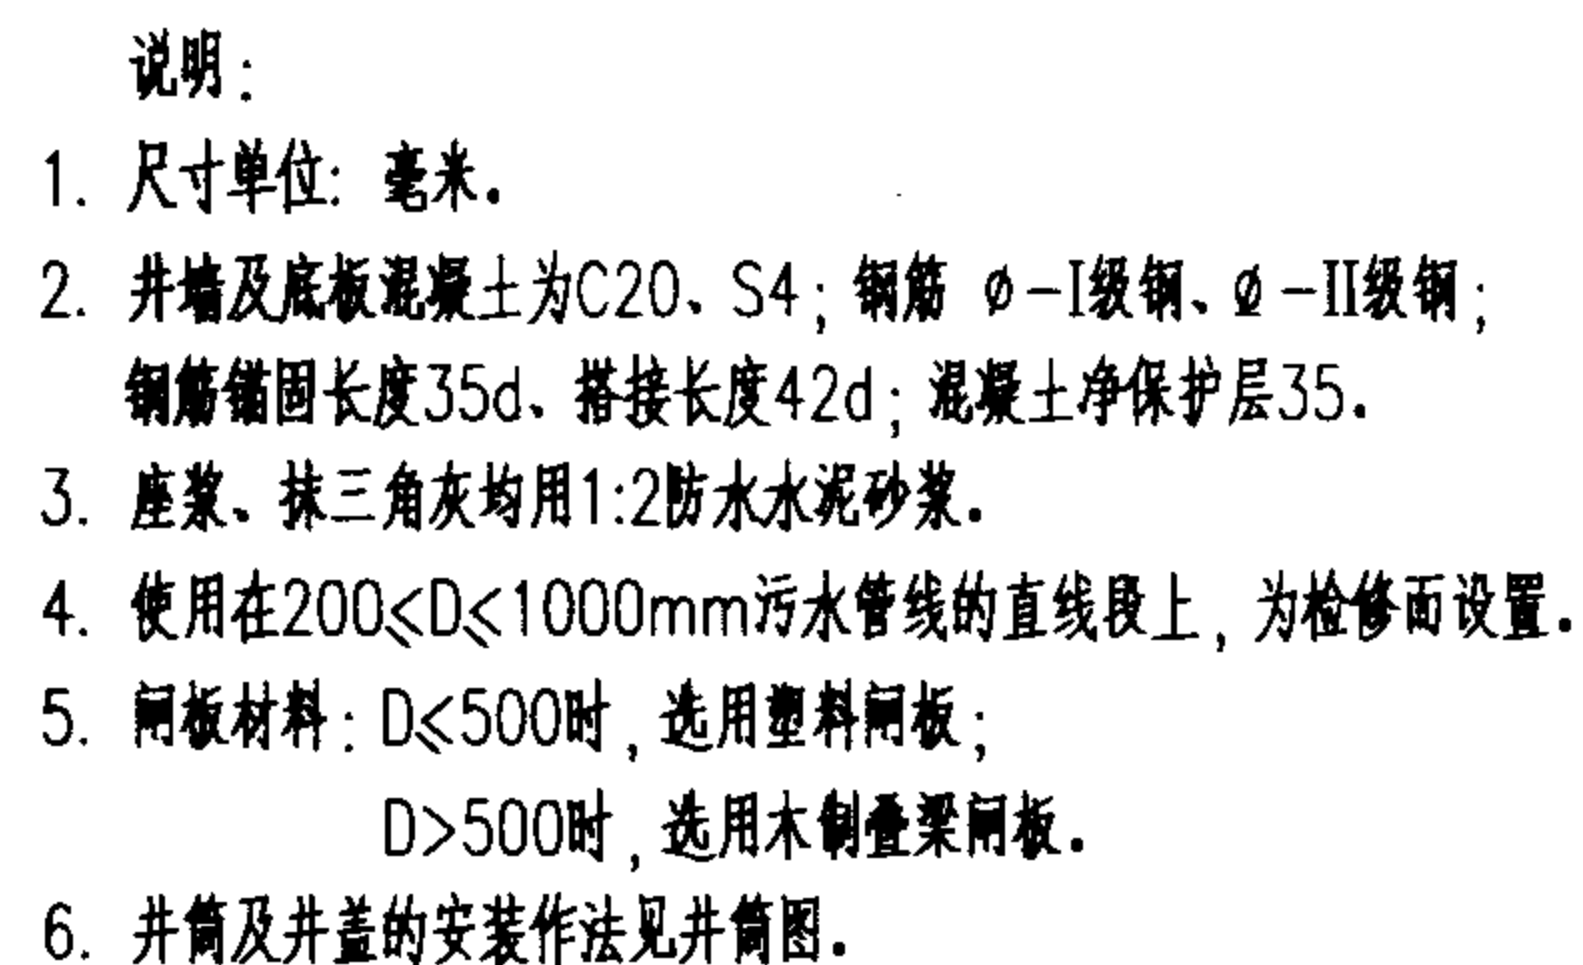 说明:
1. 尺寸单位: 毫米。
2. 井墙及底板混凝土为C20、S4; 钢筋 ϕ-I级钢、Φ-II级钢;
钢筋锚固长度35d、搭接长度42d; 混凝土净保护层35。
3. 座浆、抹三角灰均用1:2防水水泥砂浆。
4. 使用在200≤D≤1000mm污水管线的直线段上, 为检修而设置。
5. 闸板材料: D≤500时, 选用塑料闸板;
D>500时, 选用木制叠梁闸板。
6. 井筒及井盖的安装作法见井筒图。